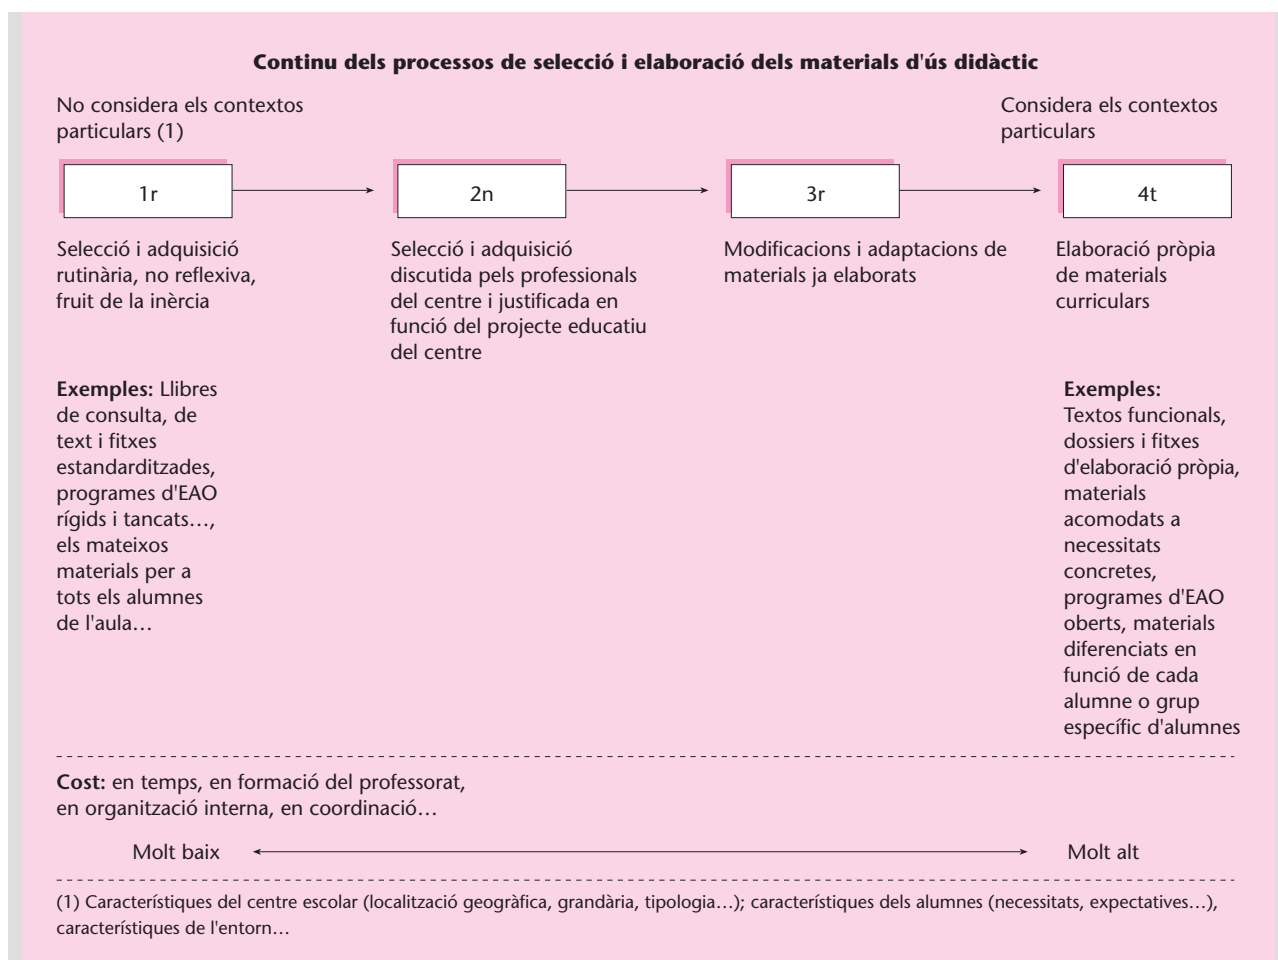 Continu dels processos de selecció i elaboració dels materials d'ús didàctic
No considera els contextos
particulars (1)
Considera els contextos
particulars
1r
2n
3r
4t
Selecció i adquisició
rutinària, no reflexiva,
fruit de la inèrcia
Selecció i adquisició
discutida pels professionals
del centre i justificada en
funció del projecte educatiu
del centre
Modificacions i adaptacions de
materials ja elaborats
Elaboració pròpia
de materials
curriculars
Exemples: Llibres
de consulta, de
text i fitxes
estandarditzades,
programes d'EAO
rígids i tancats…,
els mateixos
materials per a
tots els alumnes
de l'aula…
Exemples:
Textos funcionals,
dossiers i fitxes
d'elaboració pròpia,
materials
acomodats a
necessitats
concretes,
programes d'EAO
oberts, materials
diferenciats en
funció de cada
alumne o grup
específic d'alumnes
Cost: en temps, en formació del professorat,
en organització interna, en coordinació…
Molt baix
Molt alt
(1) Característiques del centre escolar (localització geogràfica, grandària, tipologia…); característiques dels alumnes (necessitats, expectatives…),
característiques de l'entorn…